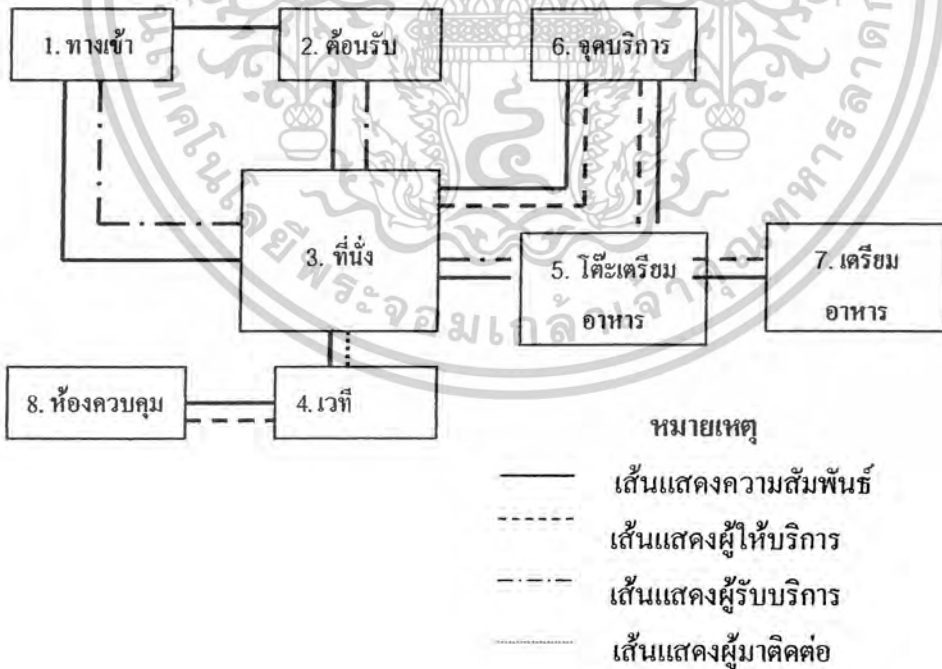 1. ทางเข้า
2. ต้อนรับ
6. จุดบริการ
3. ที่นั่ง
5. โต๊ะเตรียม
อาหาร
7. เตรียม
อาหาร
8. ห้องควบคุม
4. เวที
หมายเหตุ
เส้นแสดงความสัมพันธ์
เส้นแสดงผู้ให้บริการ
เส้นแสดงผู้รับบริการ
เส้นแสดงผู้มาติดต่อ